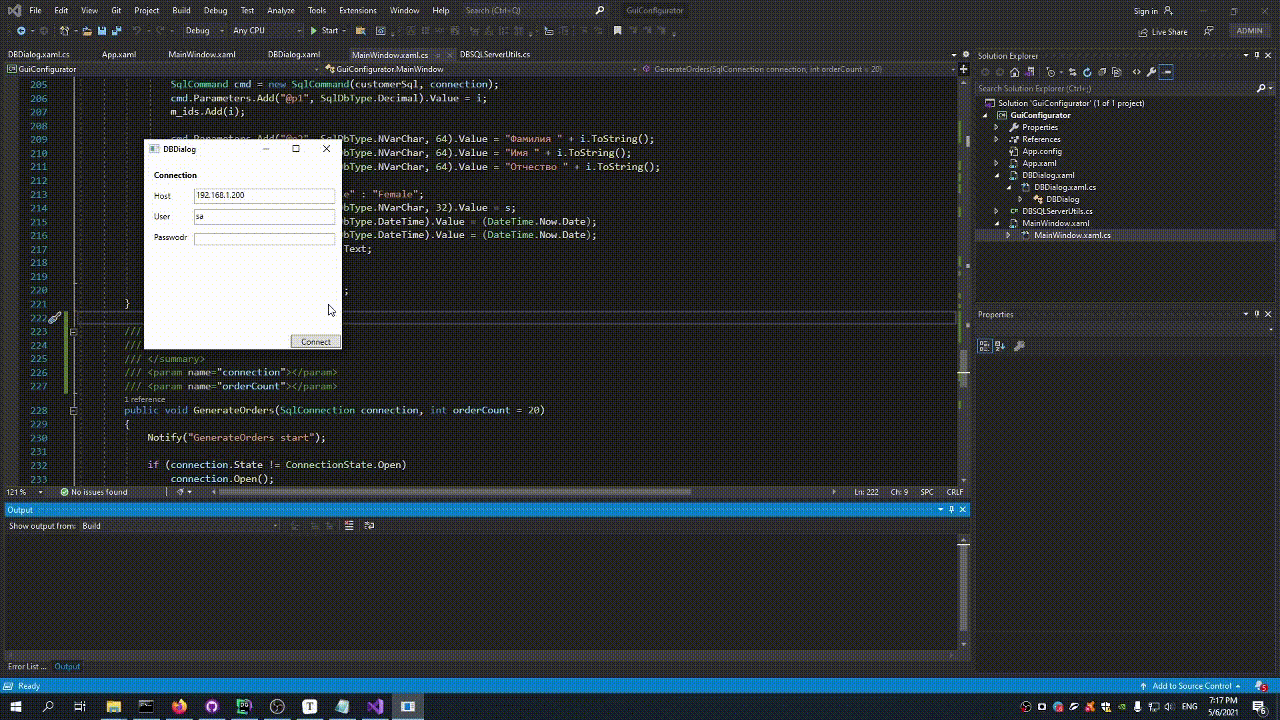 File Edit View Git Project Build Debug Test Analyze Tools Extensions Window Help Search (Ctrl+Q) GuiConfigurator Sign in
Debug Any CPU Start Live Share ADMIN
DBDialog.xaml.cs App.xaml MainWindow.xaml DBDialog.xaml MainWindow.xaml.cs DBSQLServerUtils.cs
GuiConfigurator GuiConfigurator.MainWindow GenerateOrders(SqlConnection connection, int orderCount = 20)
205 SqlCommand cmd = new SqlCommand(customerSql, connection);
206 cmd.Parameters.Add("@p1", SqlDbType.Decimal).Value = i;
207 m_ids.Add(i);
208
209 cmd.Parameters.Add("@p2", SqlDbType.NVarChar, 64).Value = "Фамилия " + i.ToString();
210 bType.NVarChar, 64).Value = "Имя " + i.ToString();
211 bType.NVarChar, 64).Value = "Отчество " + i.ToString();
212
213 e" : "Female";
214 bType.NVarChar, 32).Value = s;
215 bType.DateTime).Value = (DateTime.Now.Date);
216 bType.DateTime).Value = (DateTime.Now.Date);
217 Text;
218
219
220 ;
221 }
222
223 ///
224 ///
225 /// </summary>
226 /// <param name="connection"></param>
227 /// <param name="orderCount"></param>
1 reference
228 public void GenerateOrders(SqlConnection connection, int orderCount = 20)
229 {
230 Notify("GenerateOrders start");
231
232 if (connection.State != ConnectionState.Open)
233 connection.Open();
DBDialog
Connection
Host 192.168.1.200
User sa
Passwodr
Connect
121 % No issues found Ln: 222 Ch: 9 SPC CRLF
Output
Show output from: Build
Error List ... Output
Ready Add to Source Control
Solution Explorer
Search Solution Explorer (Ctrl+;)
Solution 'GuiConfigurator' (1 of 1 project)
GuiConfigurator
Properties
References
App.config
App.xaml
DBDialog.xaml
DBDialog.xaml.cs
DBDialog
DBSQLServerUtils.cs
MainWindow.xaml
MainWindow.xaml.cs
Properties
ENG
7:17 PM
5/6/2021